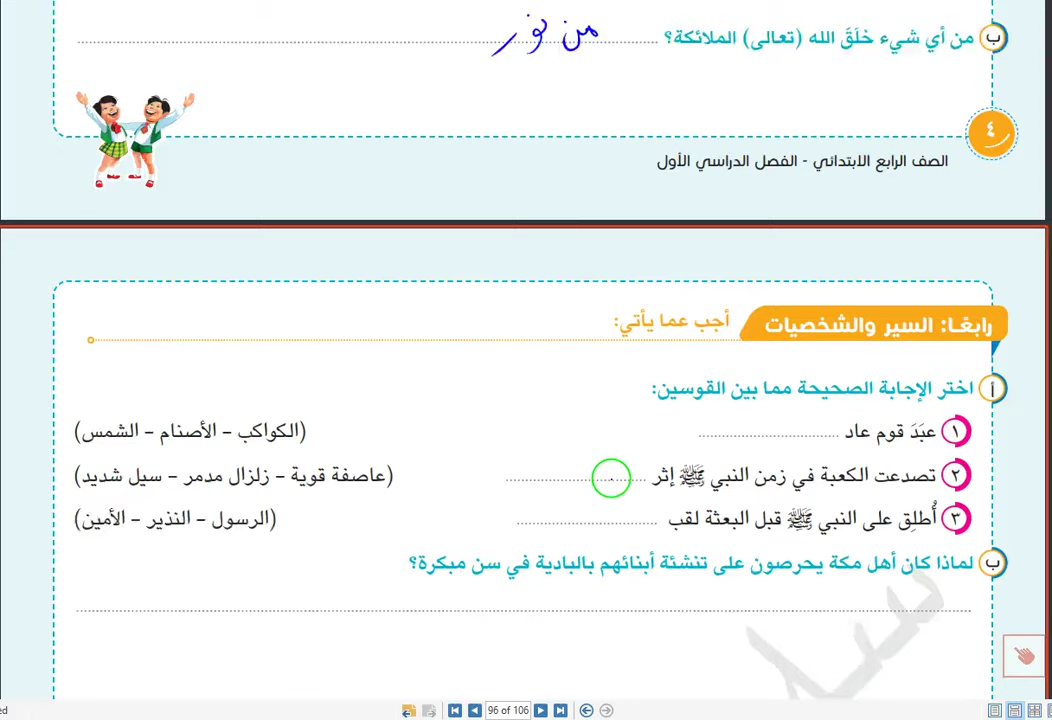 ب من أي شيء خلَقَ الله (تعالى) الملائكة؟ من نور
٤
الصف الرابع الابتدائي - الفصل الدراسي الأول
رابعًا: السير والشخصيات أجب عما يأتي:
أ اختر الإجابة الصحيحة مما بين القوسين:
١ عبَدَ قوم عاد (الكواكب – الأصنام – الشمس)
٢ تصدعت الكعبة في زمن النبي ﷺ إثر (عاصفة قوية – زلزال مدمر – سيل شديد)
٣ أُطلِق على النبي ﷺ قبل البعثة لقب (الرسول – النذير – الأمين)
ب لماذا كان أهل مكة يحرصون على تنشئة أبنائهم بالبادية في سن مبكرة؟
96 of 106